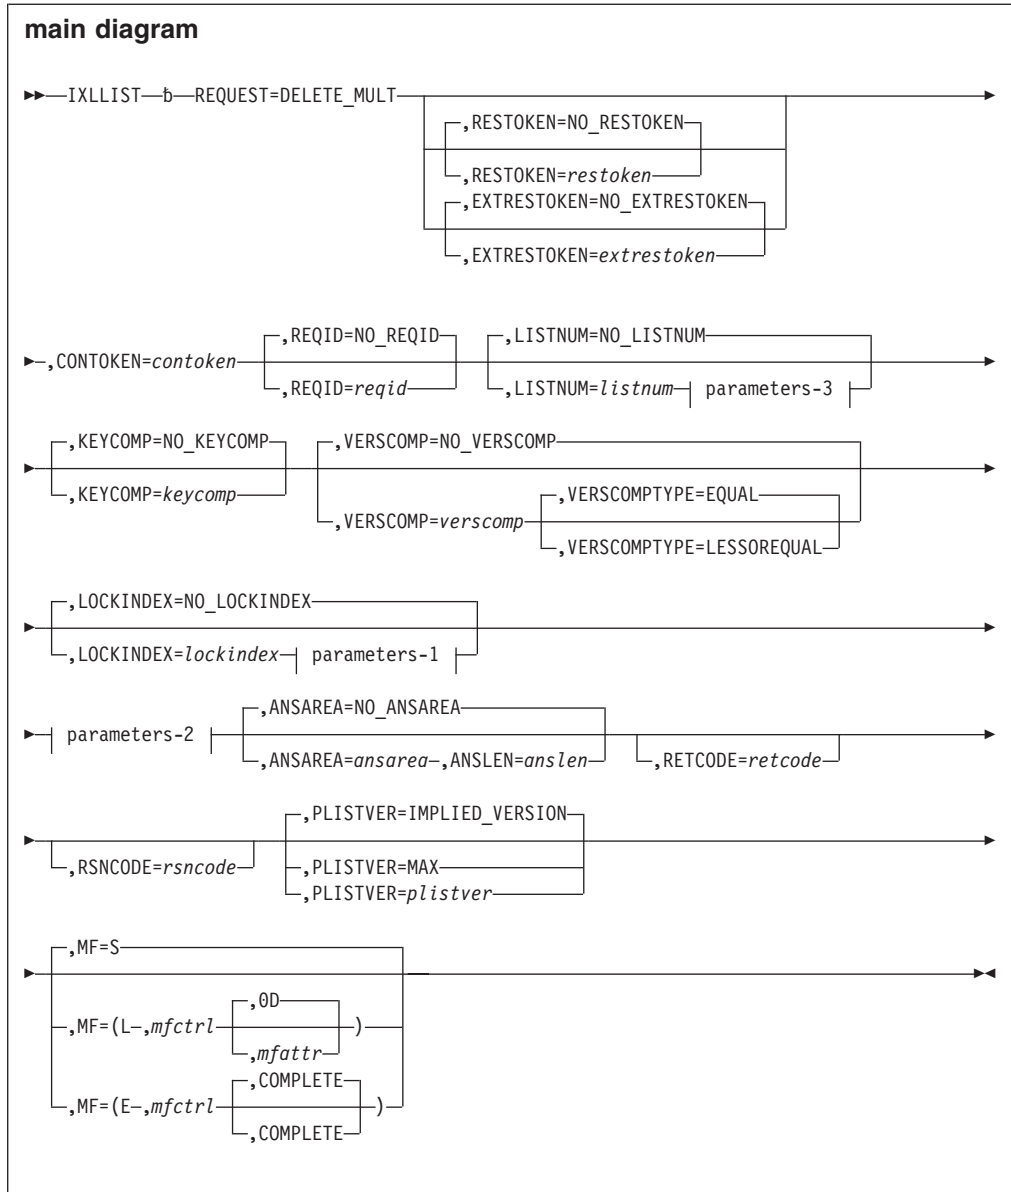 main diagram
IXLLIST ƀ REQUEST=DELETE_MULT
,RESTOKEN=NO_RESTOKEN
,RESTOKEN=restoken
,EXTRESTOKEN=NO_EXTRESTOKEN
,EXTRESTOKEN=extrestoken
,CONTOKEN=contoken
,REQID=NO_REQID
,REQID=reqid
,LISTNUM=NO_LISTNUM
,LISTNUM=listnum parameters-3
,KEYCOMP=NO_KEYCOMP
,KEYCOMP=keycomp
,VERSCOMP=NO_VERSCOMP
,VERSCOMP=verscomp
,VERSCOMPTYPE=EQUAL
,VERSCOMPTYPE=LESSOREQUAL
,LOCKINDEX=NO_LOCKINDEX
,LOCKINDEX=lockindex parameters-1
parameters-2
,ANSAREA=NO_ANSAREA
,ANSAREA=ansarea ,ANSLEN=anslen
,RETCODE=retcode
,RSNCODE=rsncode
,PLISTVER=IMPLIED_VERSION
,PLISTVER=MAX
,PLISTVER=plistver
,MF=S
,MF=(L ,mfctrl
,0D
,mfattr
)
,MF=(E ,mfctrl
,COMPLETE
,COMPLETE
)